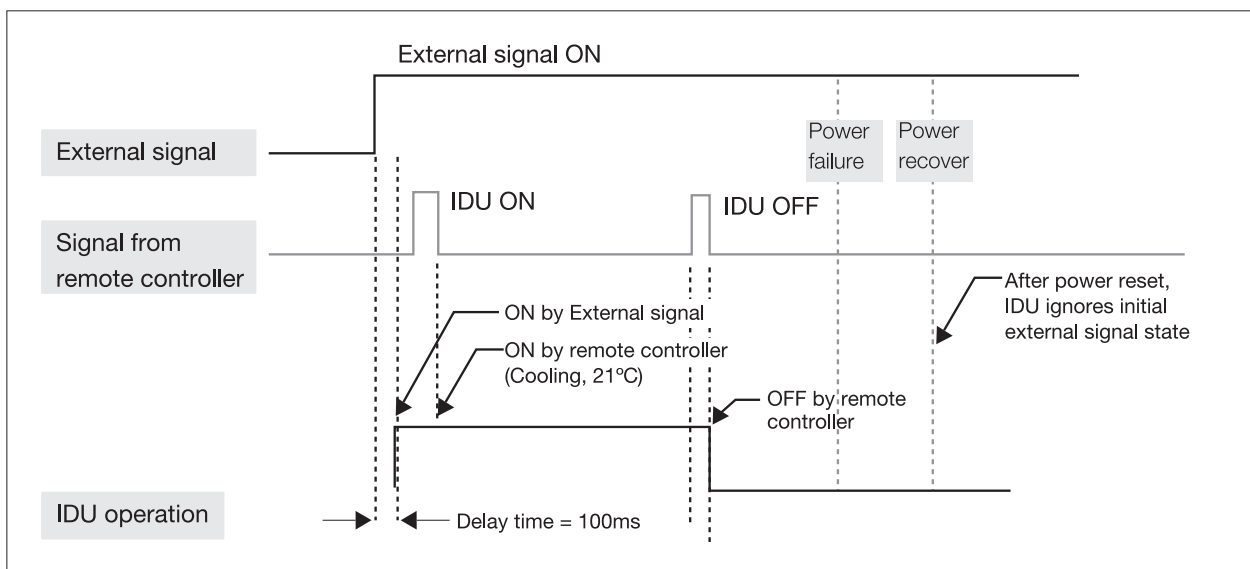 External signal ON
External signal
Power
failure
Power
recover
IDU ON
IDU OFF
Signal from
remote controller
After power reset,
IDU ignores initial
external signal state
ON by External signal
ON by remote controller
(Cooling, 21ºC)
OFF by remote
controller
IDU operation
Delay time = 100ms